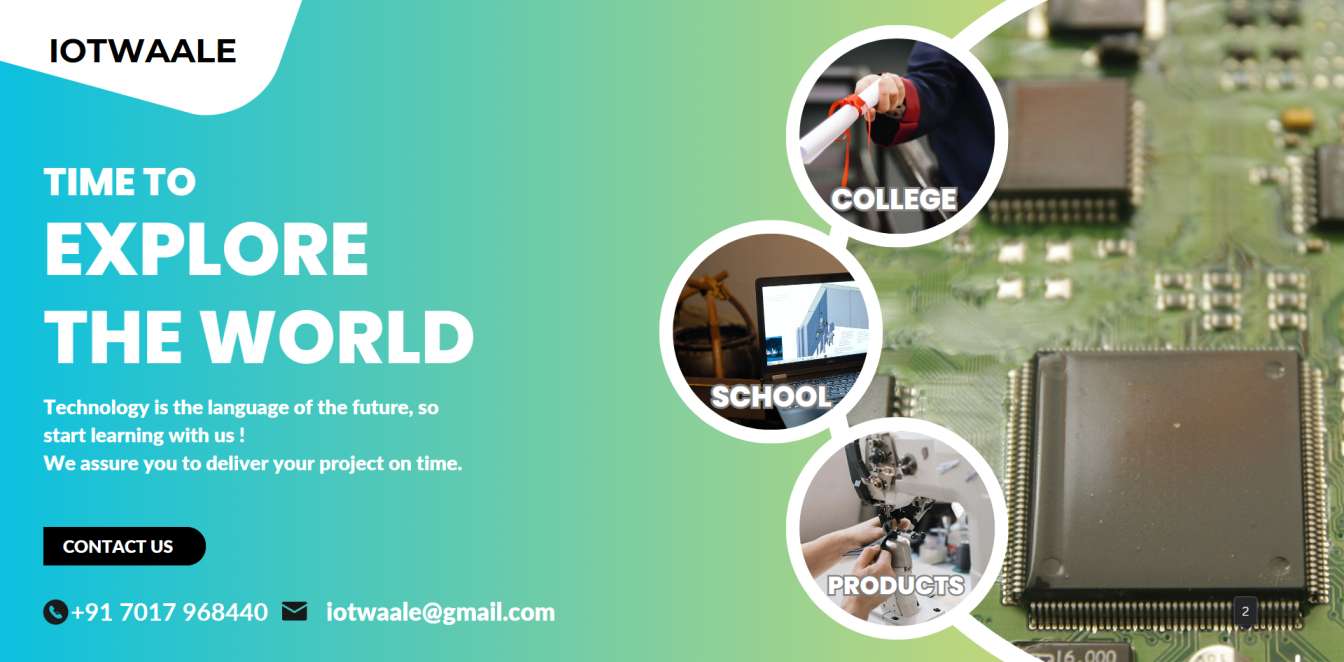 IOTWAALE
TIME TO
EXPLORE
THE WORLD
Technology is the language of the future, so
start learning with us !
We assure you to deliver your project on time.
CONTACT US
+91 7017 968440
iotwaale@gmail.com
COLLEGE
SCHOOL
PRODUCTS
2
16.000